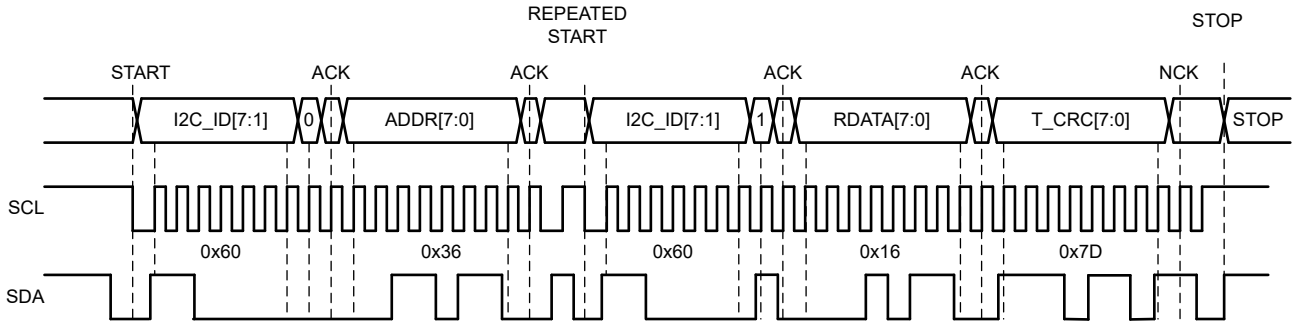 REPEATED
START
STOP
START
ACK
ACK
ACK
ACK
NCK
I2C_ID[7:1]
0
ADDR[7:0]
I2C_ID[7:1]
1
RDATA[7:0]
T_CRC[7:0]
STOP
SCL
0x60
0x36
0x60
0x16
0x7D
SDA